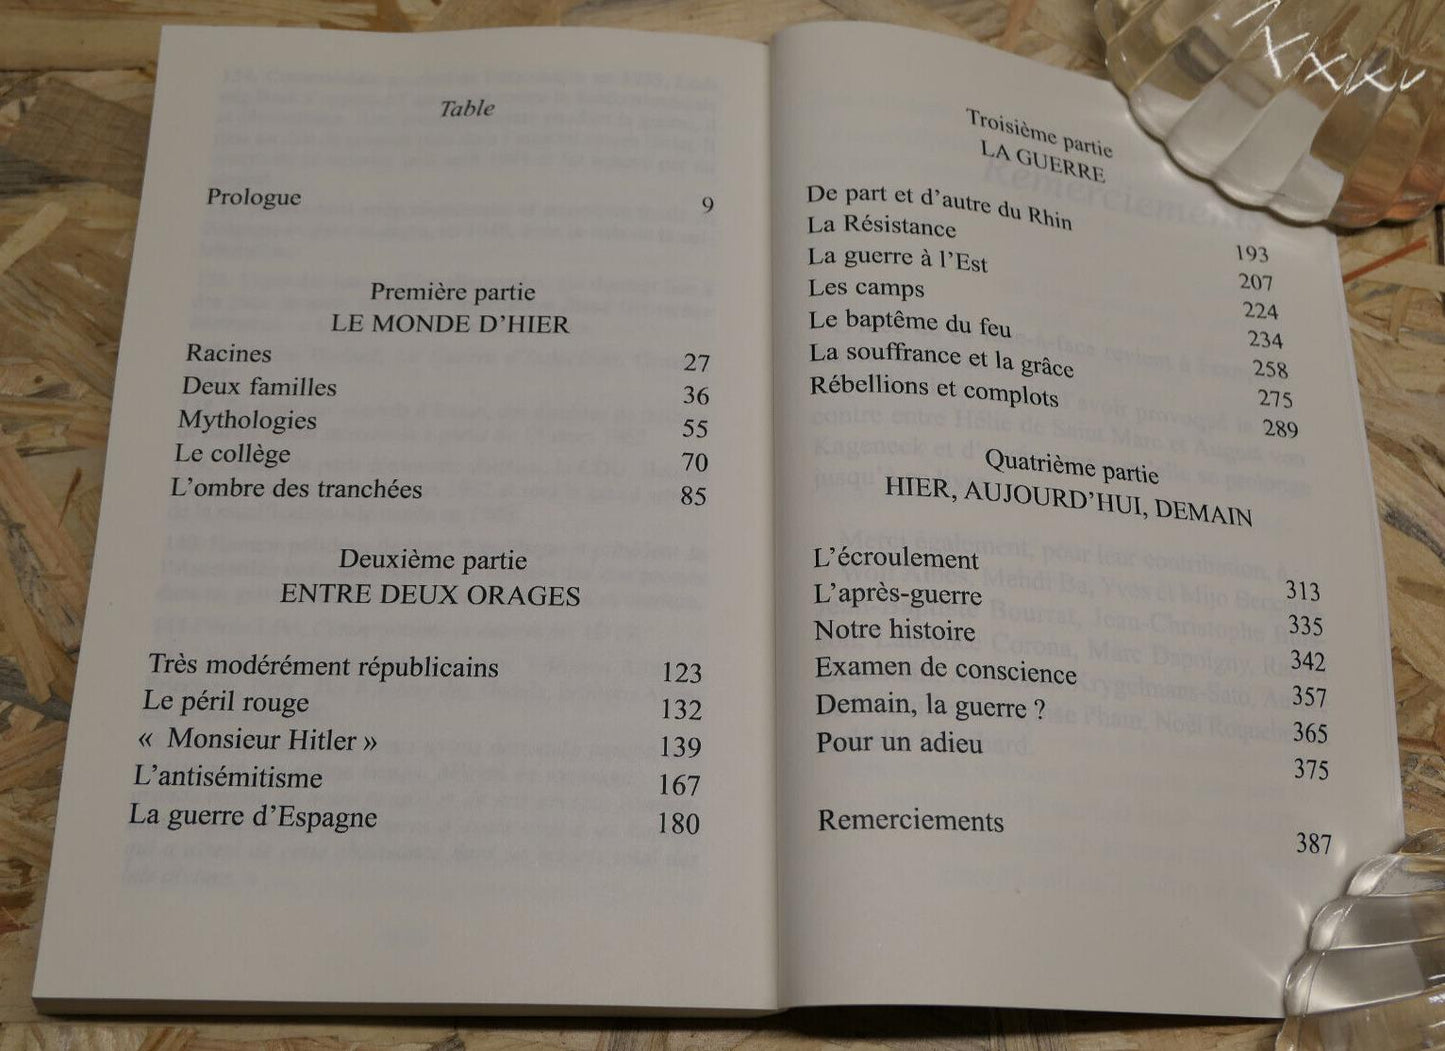 Table
Prologue 9
Première partie
LE MONDE D'HIER
Racines 27
Deux familles 36
Mythologies 55
Le collège 70
L'ombre des tranchées 85
Deuxième partie
ENTRE DEUX ORAGES
Très modérément républicains 123
Le péril rouge 132
« Monsieur Hitler » 139
L'antisémitisme 167
La guerre d'Espagne 180
Troisième partie
LA GUERRE
De part et d'autre du Rhin 193
La Résistance 207
La guerre à l'Est 224
Les camps 234
Le baptême du feu 258
La souffrance et la grâce 275
Rébellions et complots 289
Quatrième partie
HIER, AUJOURD'HUI, DEMAIN
L'écroulement 313
L'après-guerre 335
Notre histoire 342
Examen de conscience 357
Demain, la guerre ? 365
Pour un adieu 375
Remerciements 387